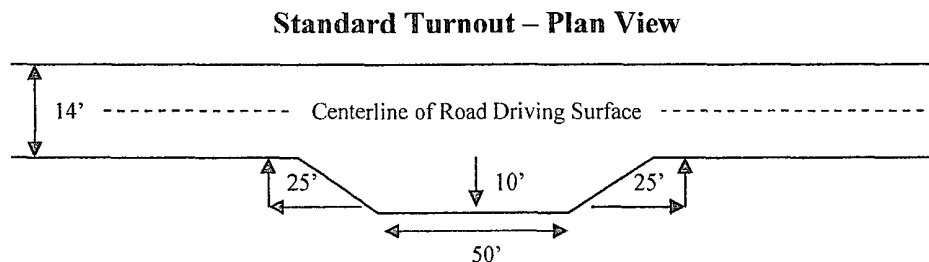 Standard Turnout – Plan View
14’
Centerline of Road Driving Surface
25’
10’
25’
50’